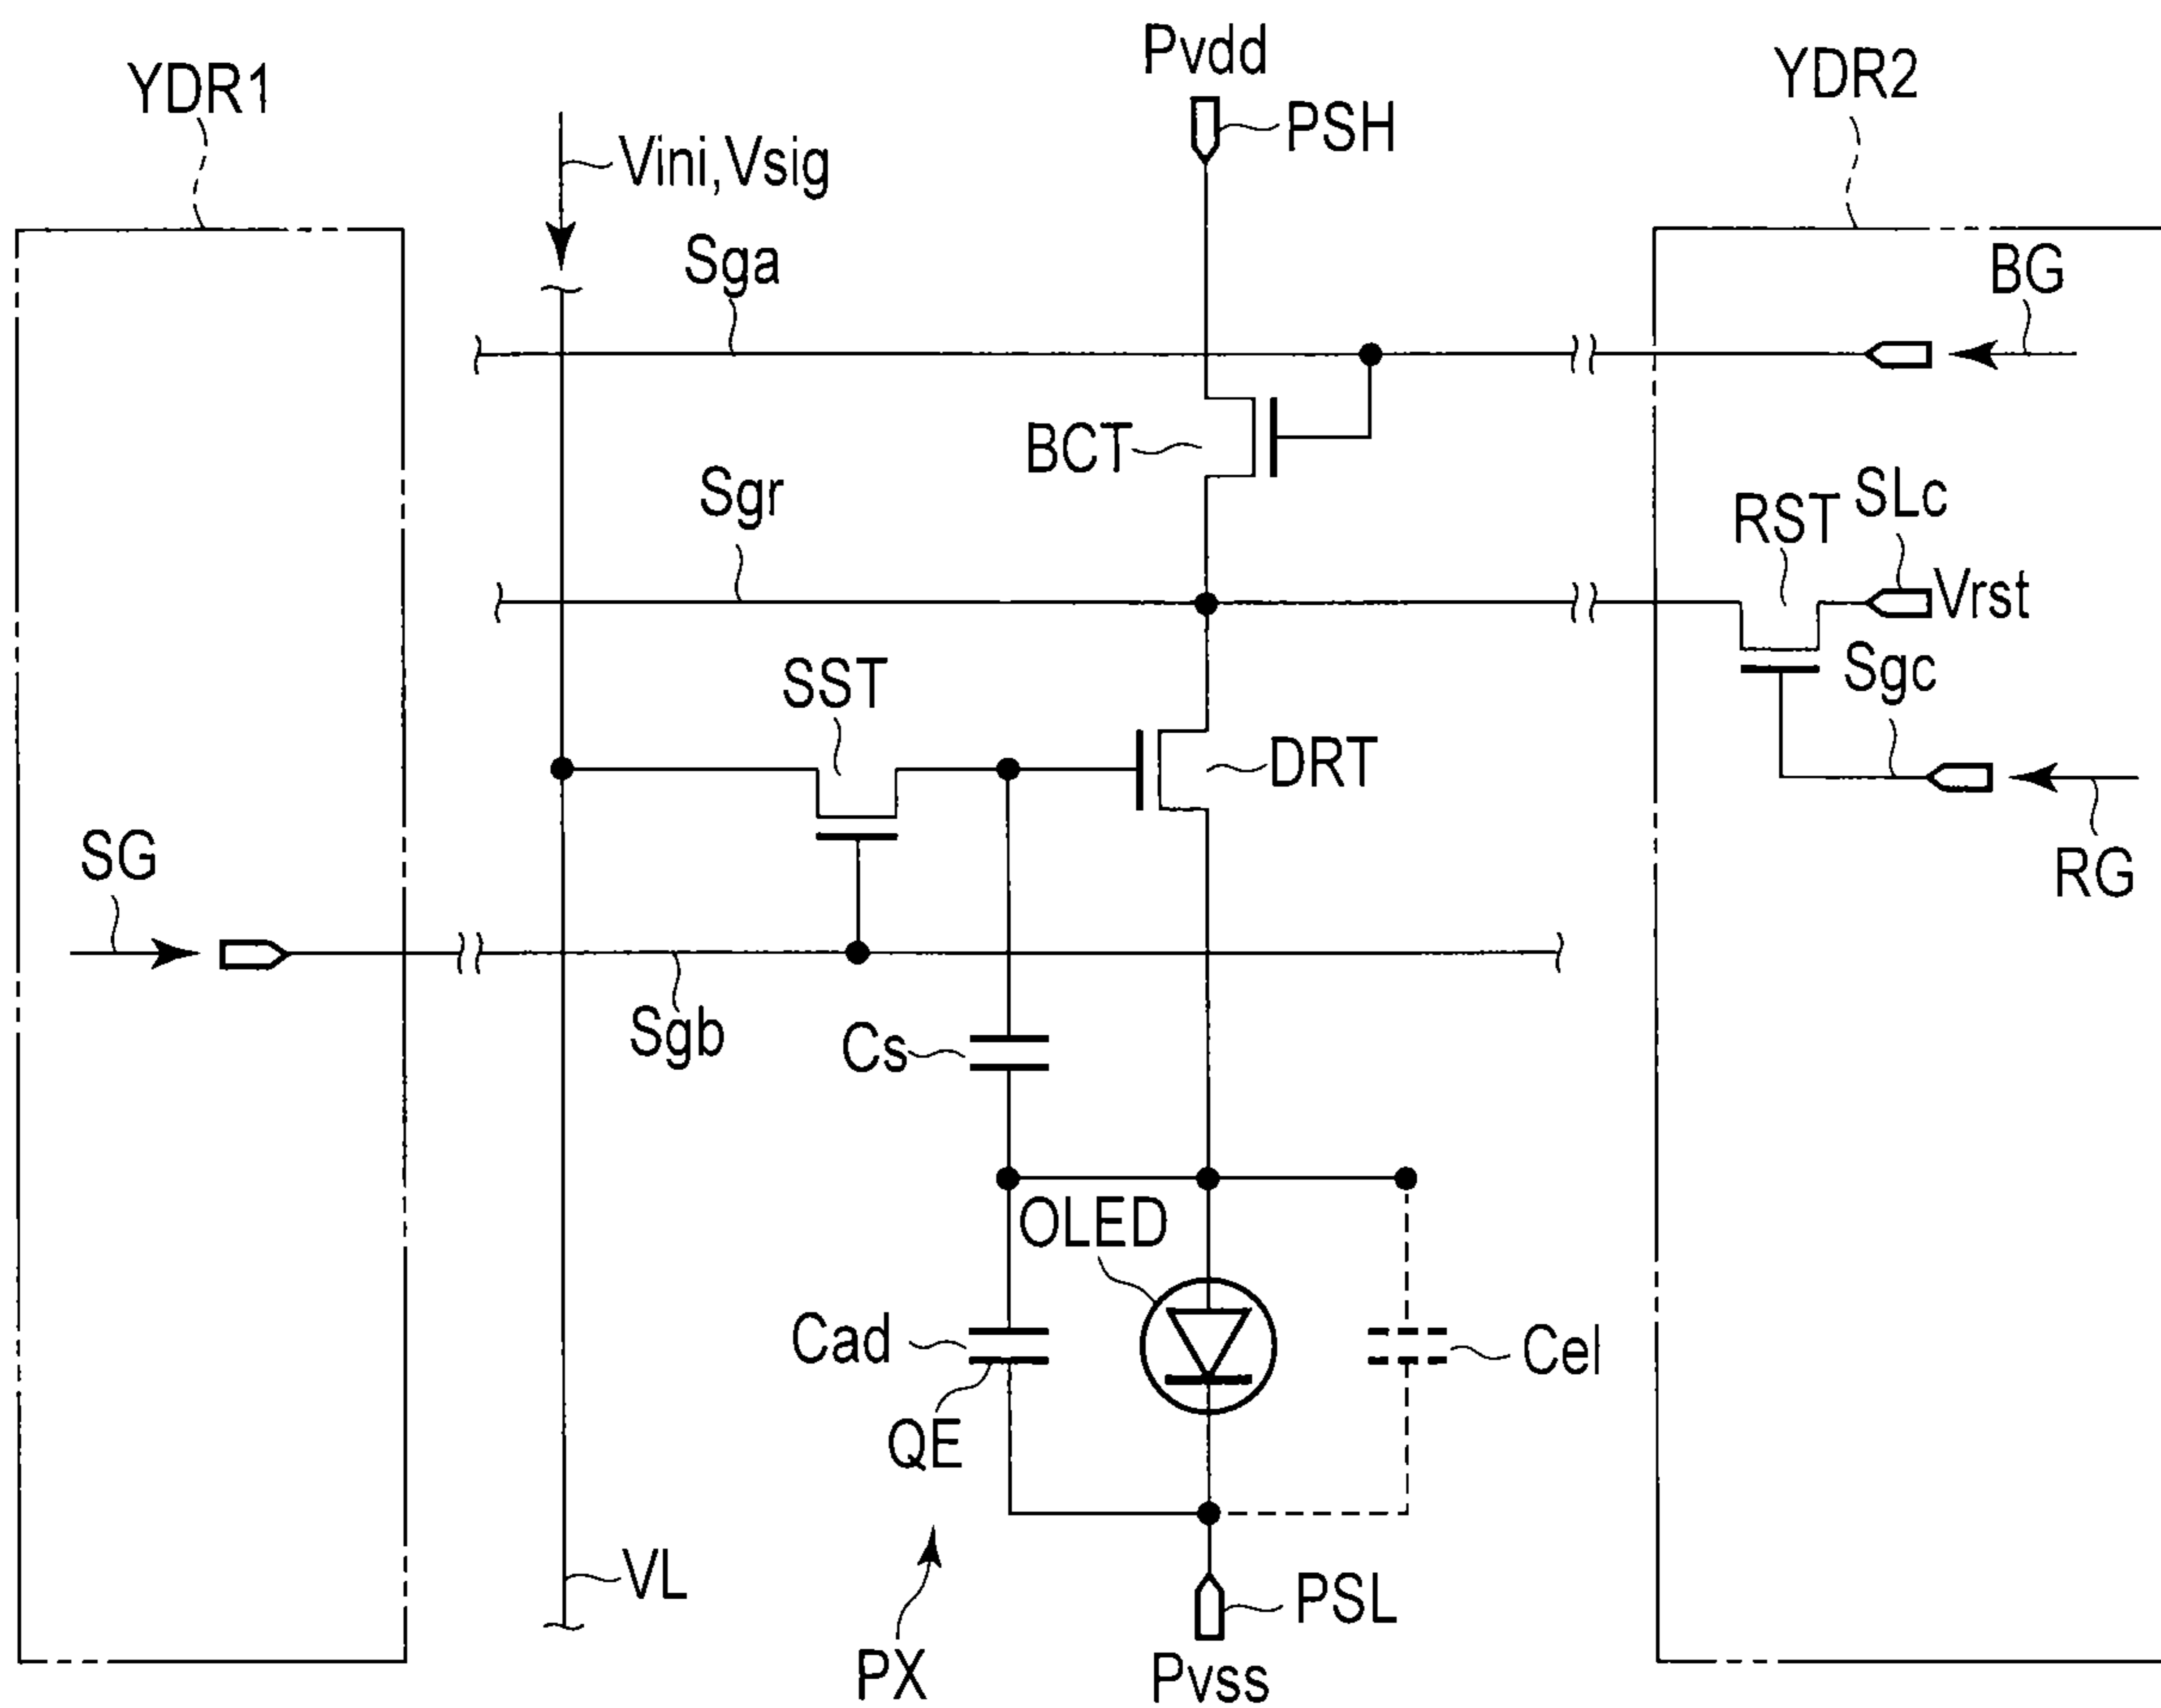 Pvdd
YDR1
YDR2
PSH
Vini,Vsig
Sga
BG
BCT
Sgr
SLc
RST
Vrst
SST
Sgc
DRT
SG
RG
Sgb
Cs
OLED
Cad
Cel
QE
VL
PSL
PX
Pvss